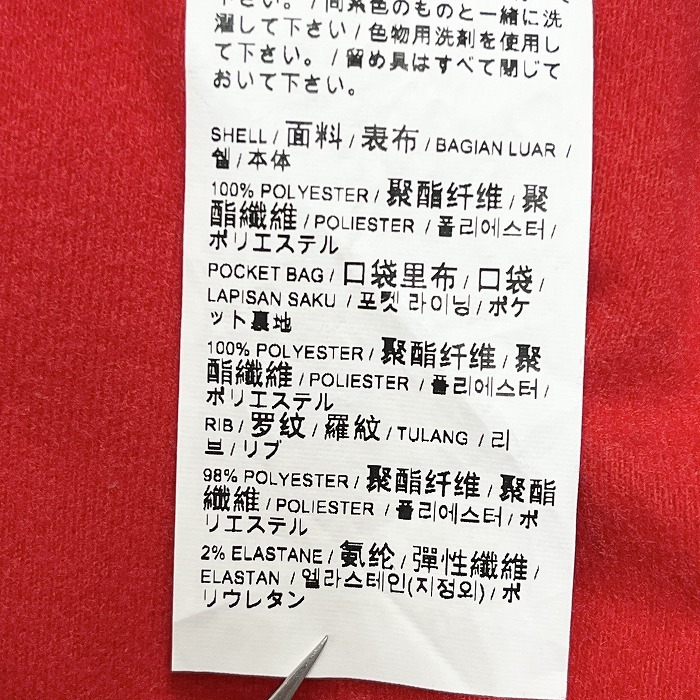 下さい。 / 同系色のものと一緒に洗
濯して下さい / 色物用洗剤を使用し
て下さい。 / 留め具はすべて閉じて
おいて下さい。
SHELL / 面料 / 表布 / BAGIAN LUAR /
쉘 / 本体
100% POLYESTER / 聚酯纤维 / 聚
酯纖維 / POLIESTER / 폴리에스터 /
ポリエステル
POCKET BAG / 口袋里布 / 口袋 /
LAPISAN SAKU / 포켓 라이닝 / ポケ
ット裏地
100% POLYESTER / 聚酯纤维 / 聚
酯纖維 / POLIESTER / 폴리에스터 /
ポリエステル
RIB / 罗纹 / 羅紋 / TULANG / 리
브 / リブ
98% POLYESTER / 聚酯纤维 / 聚酯
纖維 / POLIESTER / 폴리에스터 / ポ
リエステル
2% ELASTANE / 氨纶 / 彈性纖維 /
ELASTAN / 엘라스테인(지정외) / ポ
リウレタン